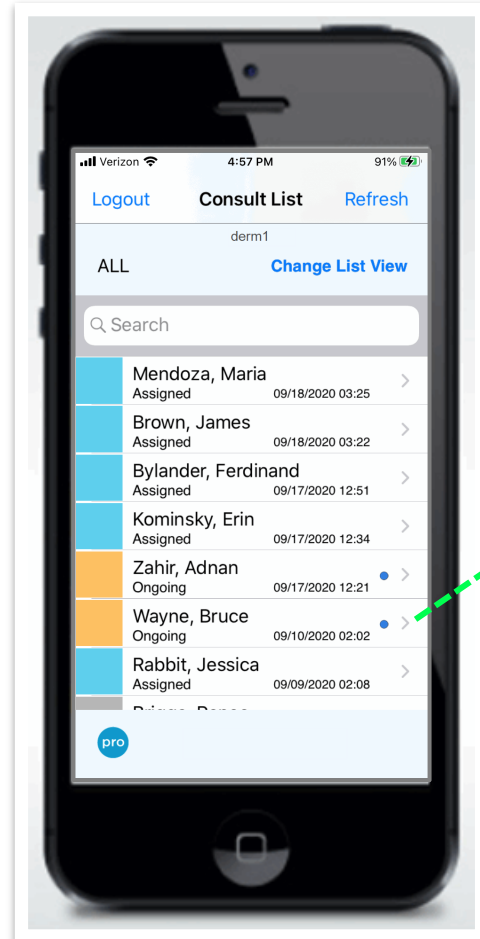 Verizon 4:57 PM 91%
Logout Consult List Refresh
derm1
ALL Change List View
Search
Mendoza, Maria
Assigned 09/18/2020 03:25
Brown, James
Assigned 09/18/2020 03:22
Bylander, Ferdinand
Assigned 09/17/2020 12:51
Kominsky, Erin
Assigned 09/17/2020 12:34
Zahir, Adnan
Ongoing 09/17/2020 12:21
Wayne, Bruce
Ongoing 09/10/2020 02:02
Rabbit, Jessica
Assigned 09/09/2020 02:08
pro